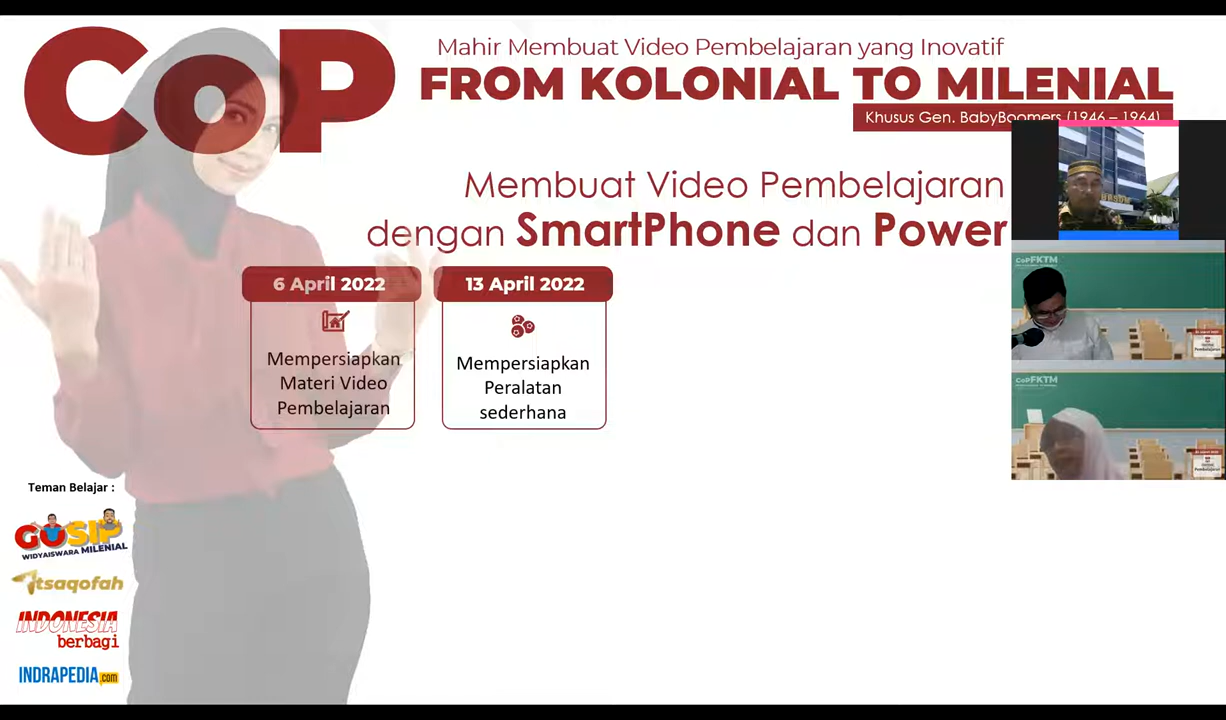 CoP
Mahir Membuat Video Pembelajaran yang Inovatif
FROM KOLONIAL TO MILENIAL
Khusus Gen. BabyBoomers (1946 – 1964)
Membuat Video Pembelajaran
dengan SmartPhone dan Power
6 April 2022
Mempersiapkan
Materi Video
Pembelajaran
13 April 2022
Mempersiapkan
Peralatan
sederhana
CoPFKTM
CoPFKTM
Teman Belajar :
GOSIP
WIDYAISWARA MILENIAL
Atsaqofah
INDONESIA
berbagi
INDRAPEDIA.com